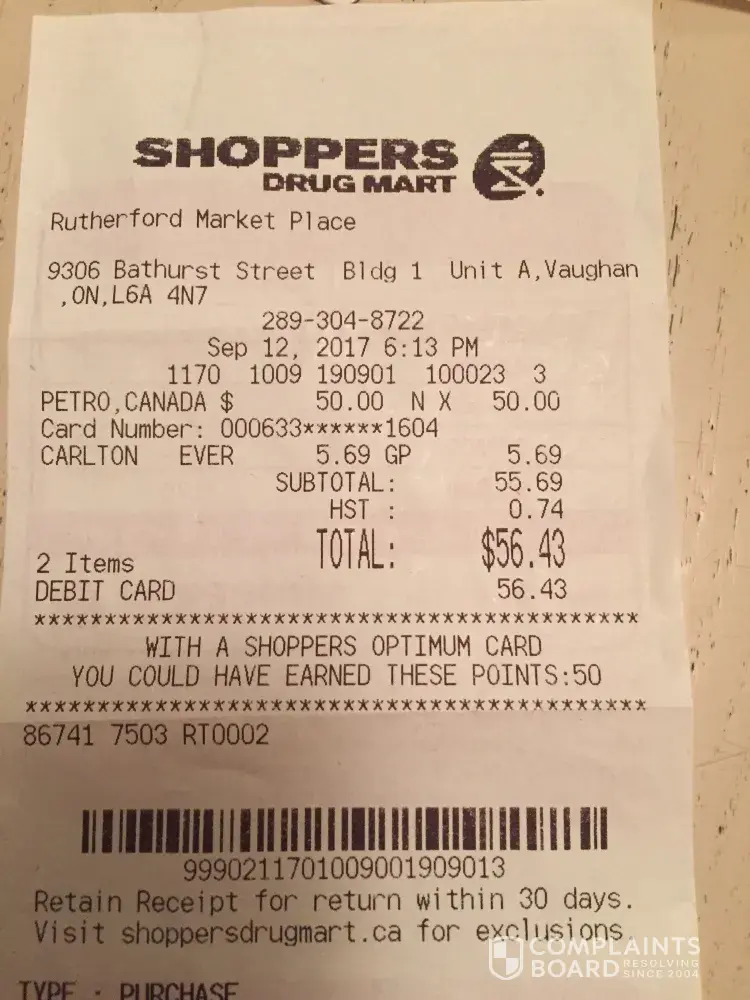 SHOPPERS
DRUG MART
Rutherford Market Place
9306 Bathurst Street Bldg 1 Unit A,Vaughan
,ON,L6A 4N7
289-304-8722
Sep 12, 2017 6:13 PM
1170 1009 190901 100023 3
PETRO,CANADA $ 50.00 N X 50.00
Card Number: 000633******1604
CARLTON EVER 5.69 GP 5.69
SUBTOTAL: 55.69
HST : 0.74
TOTAL: $56.43
2 Items
DEBIT CARD 56.43
******************************************
WITH A SHOPPERS OPTIMUM CARD
YOU COULD HAVE EARNED THESE POINTS:50
******************************************
86741 7503 RT0002
9990211701009001909013
Retain Receipt for return within 30 days.
Visit shoppersdrugmart.ca for exclusions.
TYPE : PURCHASE
COMPLAINTS
BOARD RESOLVING SINCE 2004